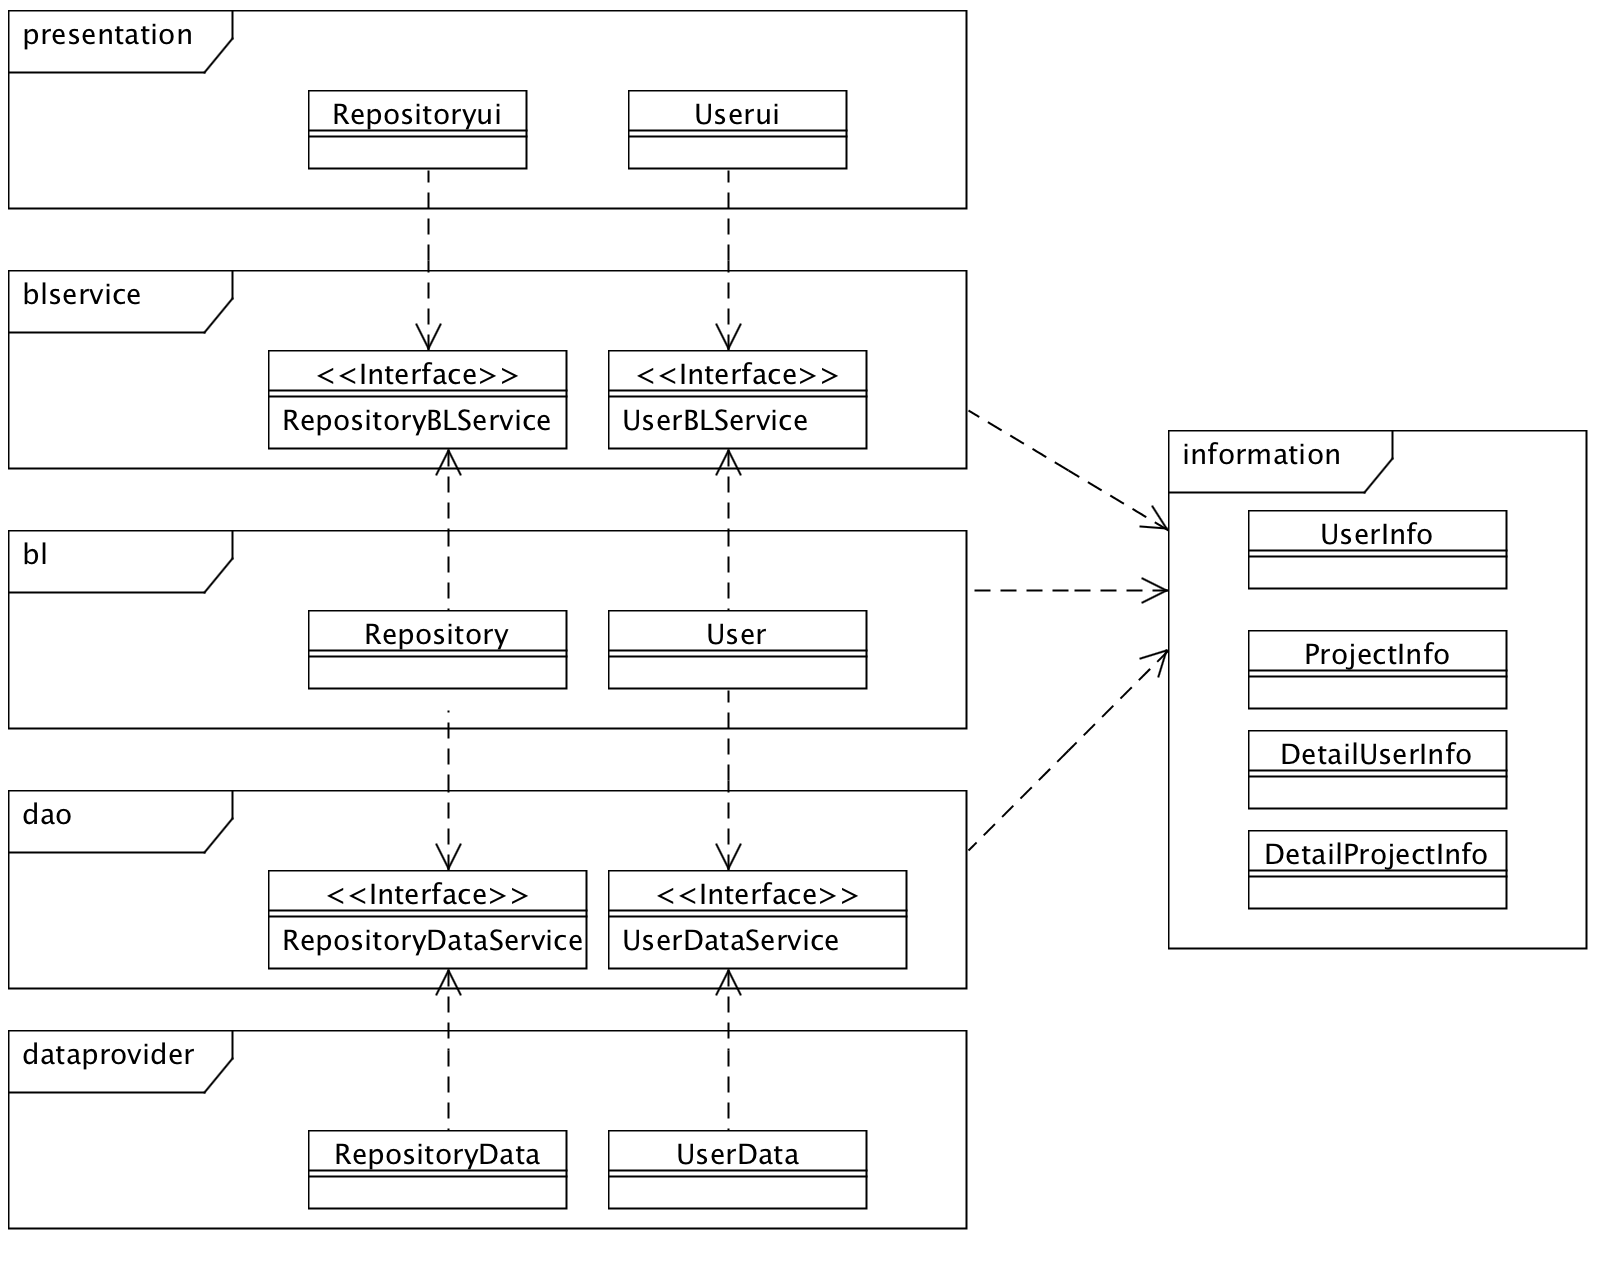 presentation
Repositoryui
Userui
blservice
<<Interface>>
RepositoryBLService
<<Interface>>
UserBLService
bl
Repository
User
dao
<<Interface>>
RepositoryDataService
<<Interface>>
UserDataService
dataprovider
RepositoryData
UserData
information
UserInfo
ProjectInfo
DetailUserInfo
DetailProjectInfo